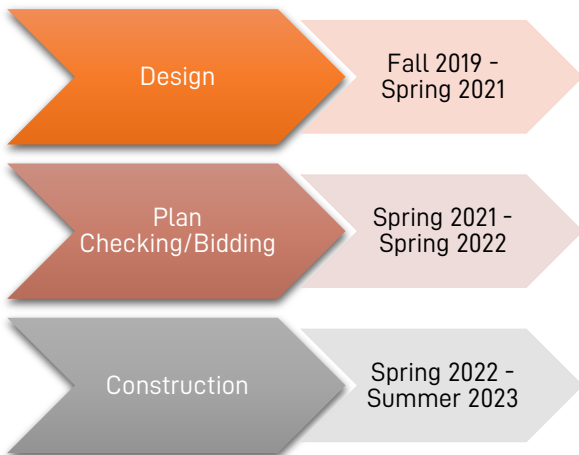 Design
Fall 2019 -
Spring 2021
Plan
Checking/Bidding
Spring 2021 -
Spring 2022
Construction
Spring 2022 -
Summer 2023